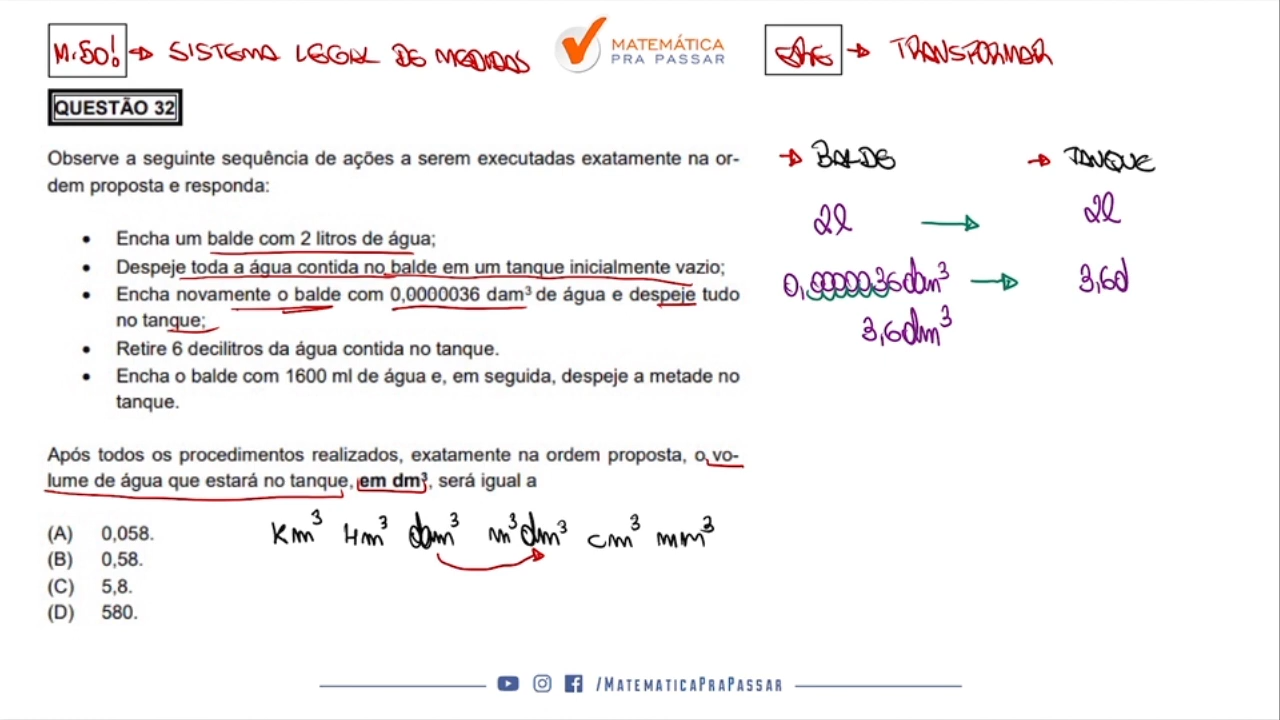 M.SO! → SISTEMA LEGAL DE MEDIDAS
MATEMÁTICA
PRA PASSAR
→ TRANSFORMAR
QUESTÃO 32
Observe a seguinte sequência de ações a serem executadas exatamente na or-
dem proposta e responda:
• Encha um balde com 2 litros de água;
• Despeje toda a água contida no balde em um tanque inicialmente vazio;
• Encha novamente o balde com 0,0000036 dam³ de água e despeje tudo
no tanque;
• Retire 6 decilitros da água contida no tanque.
• Encha o balde com 1600 ml de água e, em seguida, despeje a metade no
tanque.
Após todos os procedimentos realizados, exatamente na ordem proposta, o vo-
lume de água que estará no tanque, em dm³, será igual a
(A) 0,058.
(B) 0,58.
(C) 5,8.
(D) 580.
Km³ Hm³ dam³ m³ dm³ cm³ mm³
→ BALDE → TANQUE
2l → 2l
0,0000036dam³ → 3,6d
3,6dm³
/MATEMATICAPRAPASSAR